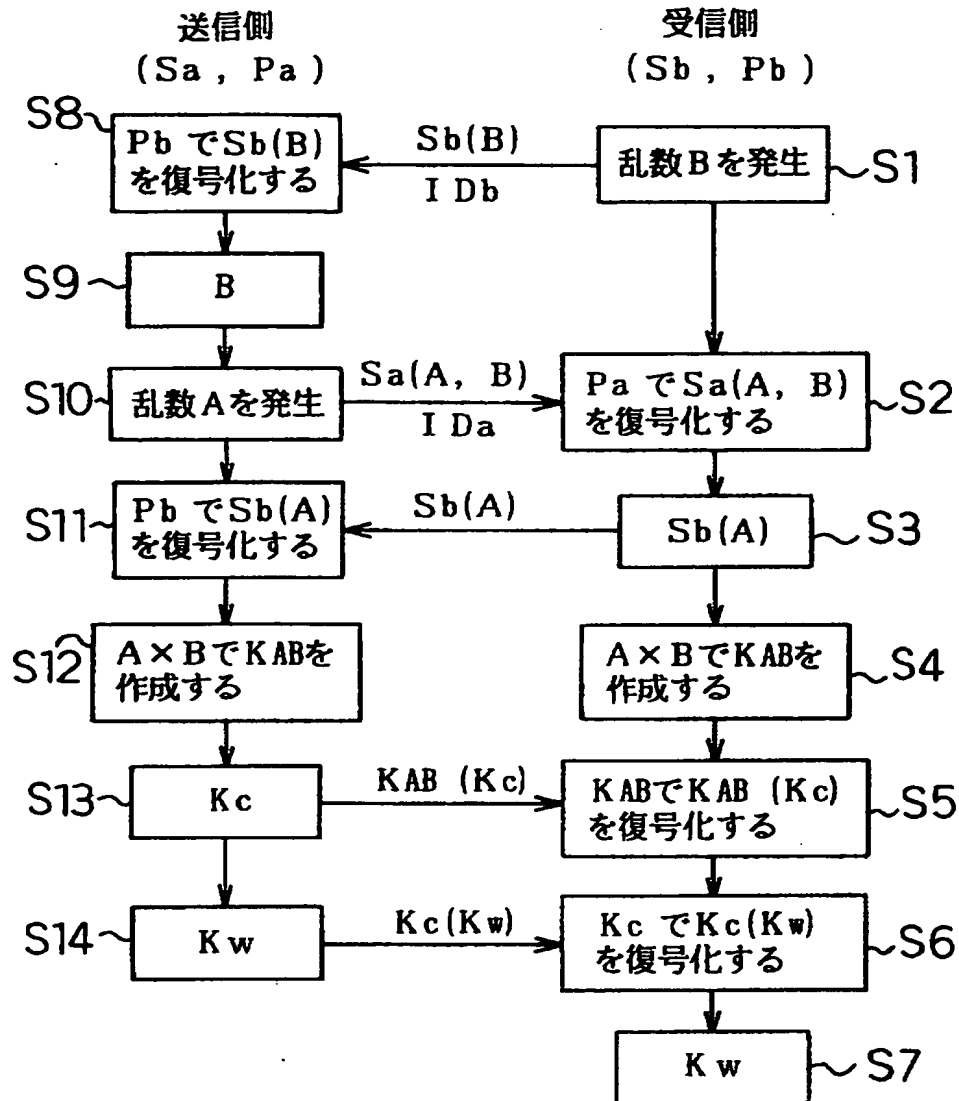 送信側
(Sa, Pa)
受信側
(Sb, Pb)
S8
Pb でSb(B)
を復号化する
Sb(B)
IDb
乱数Bを発生
S1
S9
B
S10
乱数Aを発生
Sa(A, B)
IDa
Pa でSa(A, B)
を復号化する
S2
S11
Pb でSb(A)
を復号化する
Sb(A)
Sb(A)
S3
S12
A×BでKABを
作成する
A×BでKABを
作成する
S4
S13
Kc
KAB (Kc)
KABでKAB (Kc)
を復号化する
S5
S14
Kw
Kc(Kw)
Kc でKc(Kw)
を復号化する
S6
Kw
S7